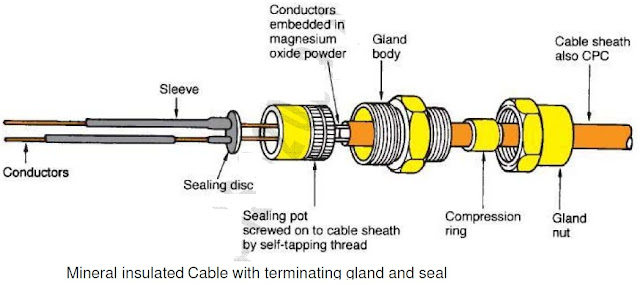 Conductors
embedded in
magnesium
oxide powder
Gland
body
Cable sheath
also CPC
Sleeve
Conductors
Sealing disc
Sealing pot
screwed on to cable sheath
by self-tapping thread
Compression
ring
Gland
nut
Mineral insulated Cable with terminating gland and seal